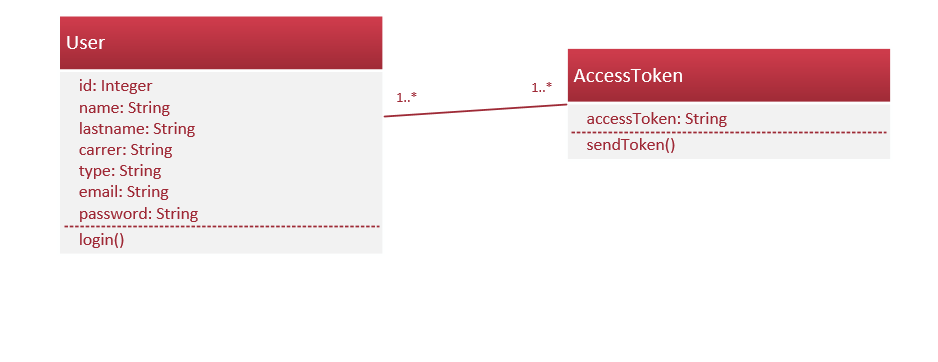 User
id: Integer
name: String
lastname: String
carrer: String
type: String
email: String
password: String
login()
1..*
1..*
AccessToken
accessToken: String
sendToken()